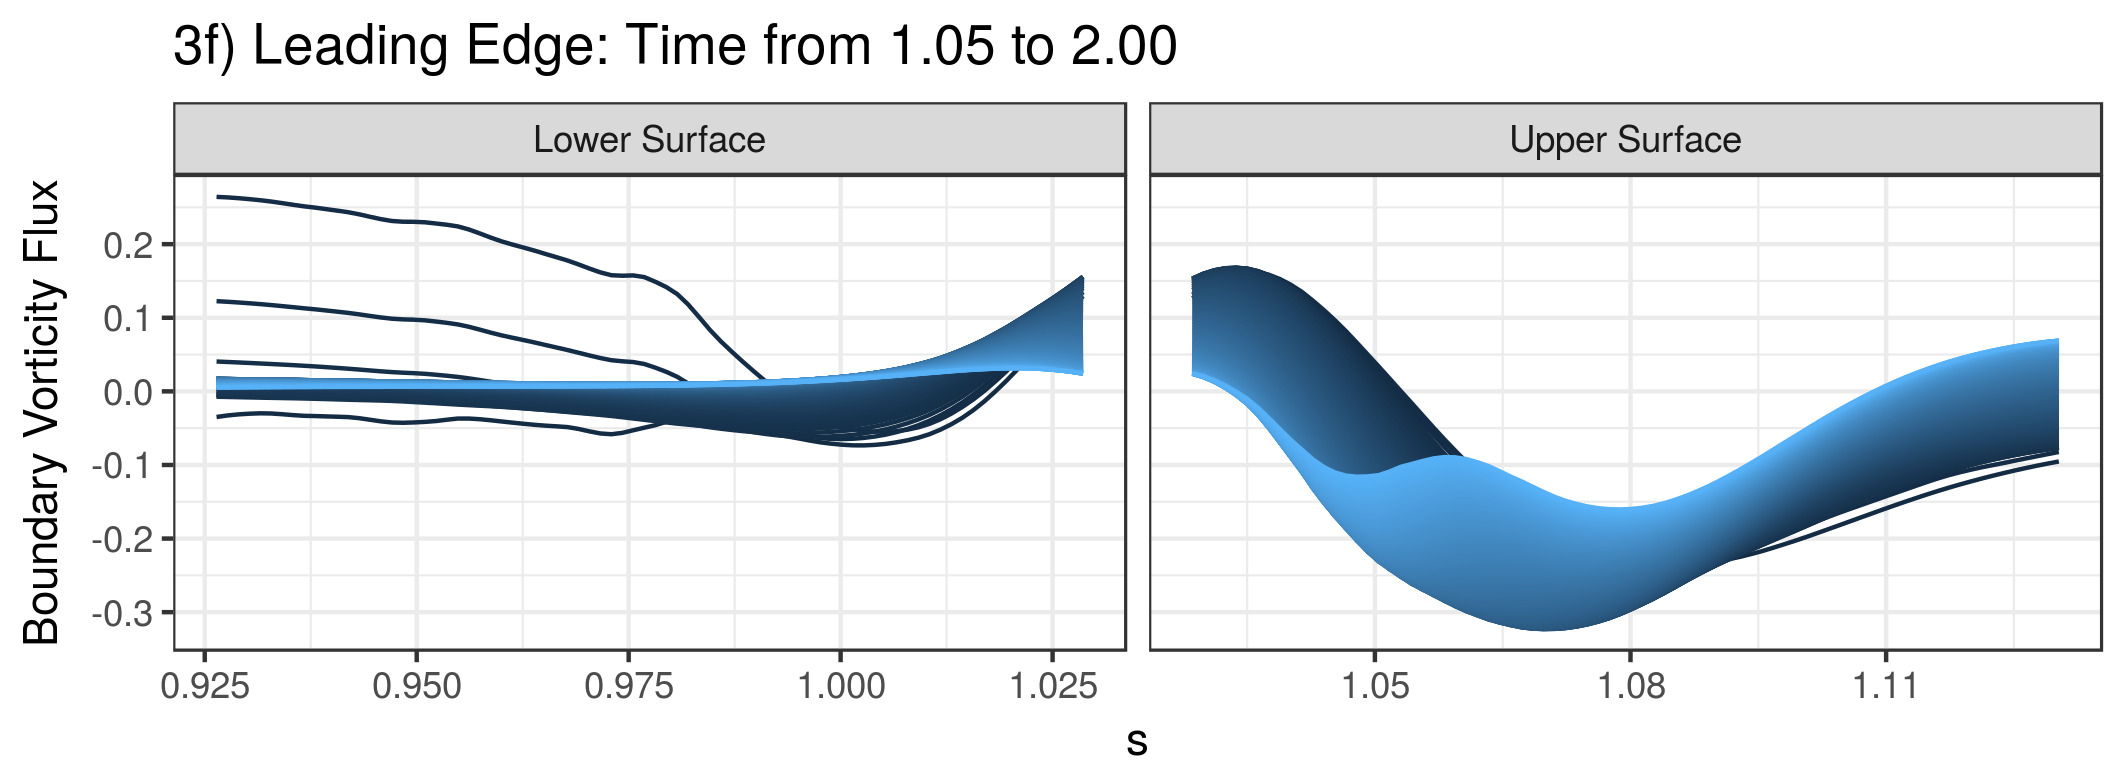 3f) Leading Edge: Time from 1.05 to 2.00
Lower Surface
Upper Surface
Boundary Vorticity Flux
0.2
0.1
0.0
-0.1
-0.2
-0.3
0.925 0.950 0.975 1.000 1.025
1.05 1.08 1.11
s